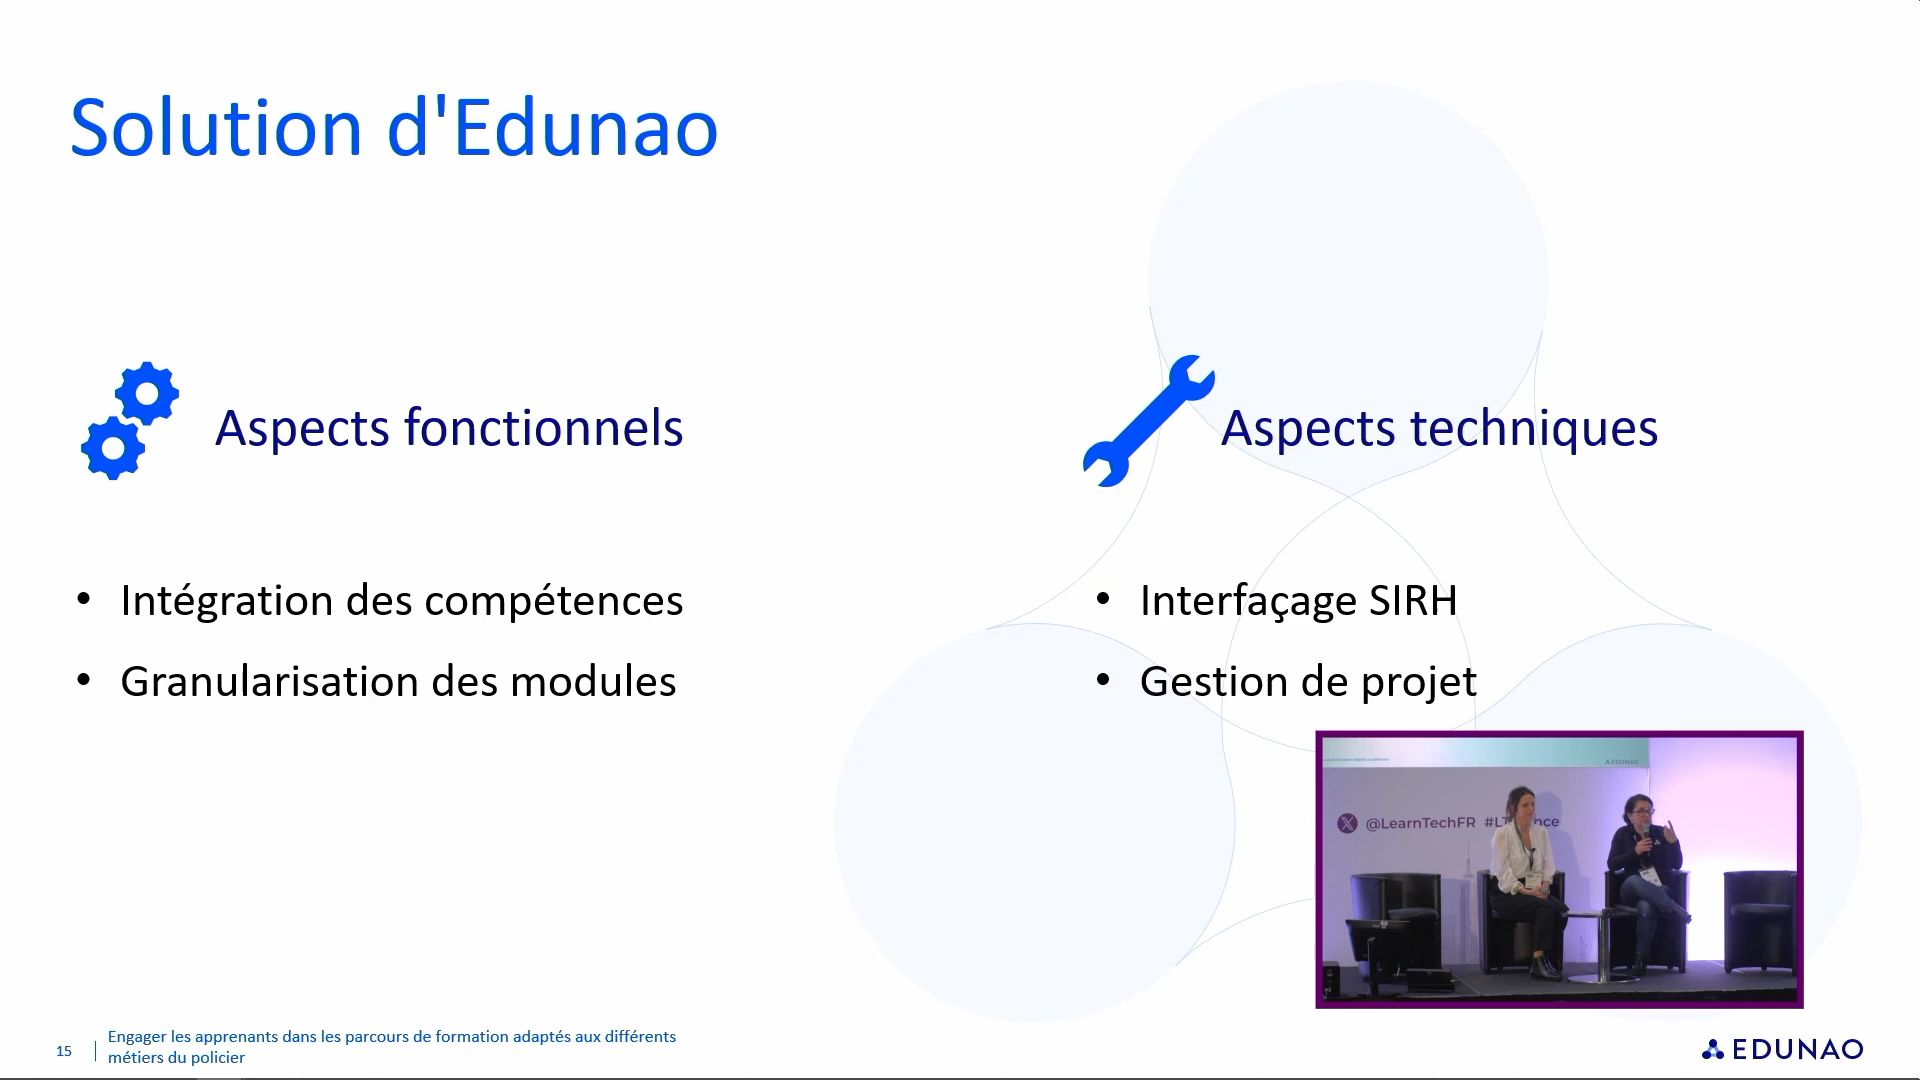 Solution d'Edunao
Aspects fonctionnels
• Intégration des compétences
• Granularisation des modules
Aspects techniques
• Interfaçage SIRH
• Gestion de projet
EDUNAO
@LearnTechFR
15
Engager les apprenants dans les parcours de formation adaptés aux différents
métiers du policier
EDUNAO